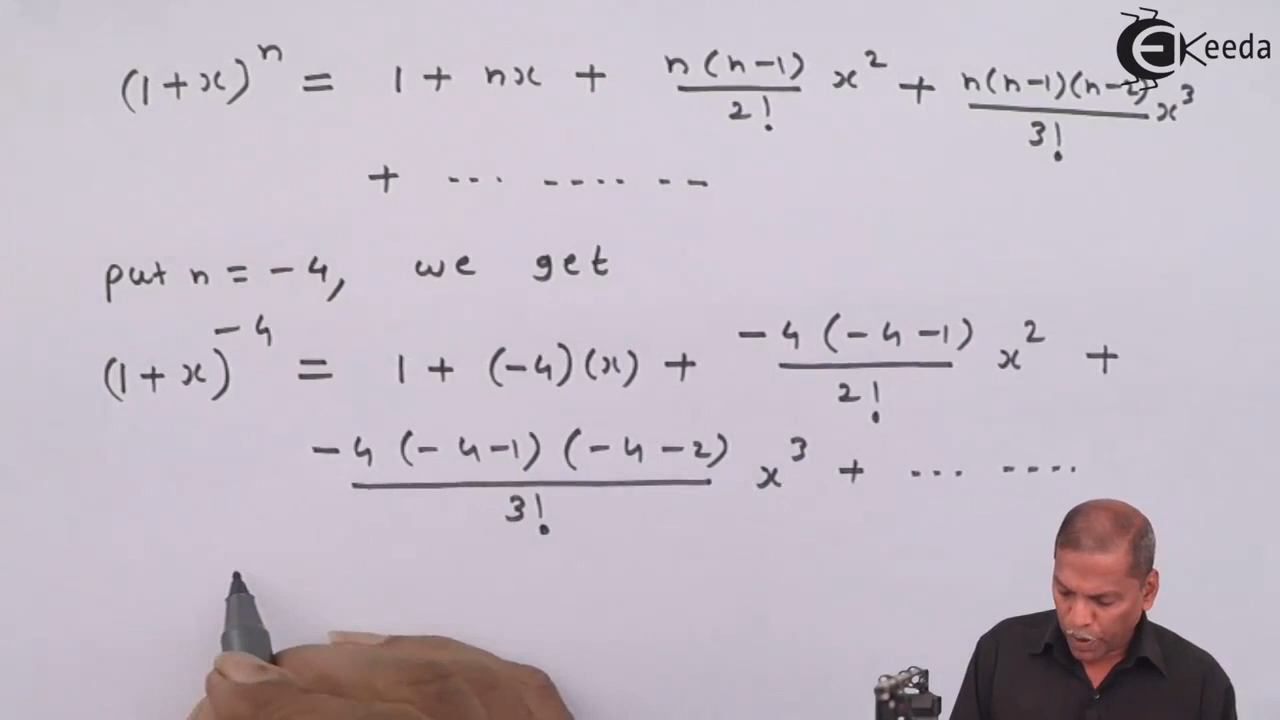 Keeda
(1+x)^n = 1 + nx + n(n-1)/2! x^2 + n(n-1)(n-2)/3! x^3
+ ... .... --
put n = -4, we get
(1+x)^-4 = 1 + (-4)(x) + -4(-4-1)/2! x^2 +
-4(-4-1)(-4-2)/3! x^3 + ... .....